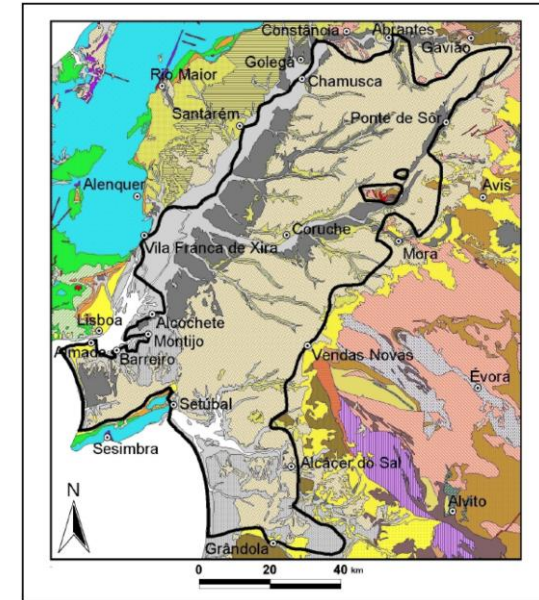 Constância Abrantes
Golegã Gavião
Rio Maior Chamusca
Santarém Ponte de Sôr
Alenquer Avis
Coruche
Vila Franca de Xira Mora
Lisboa Alcochete
Almada Montijo
Barreiro Vendas Novas
Évora
Setúbal
Sesimbra
Alcácer do Sal
N Alvito
Grândola
0 20 40 km